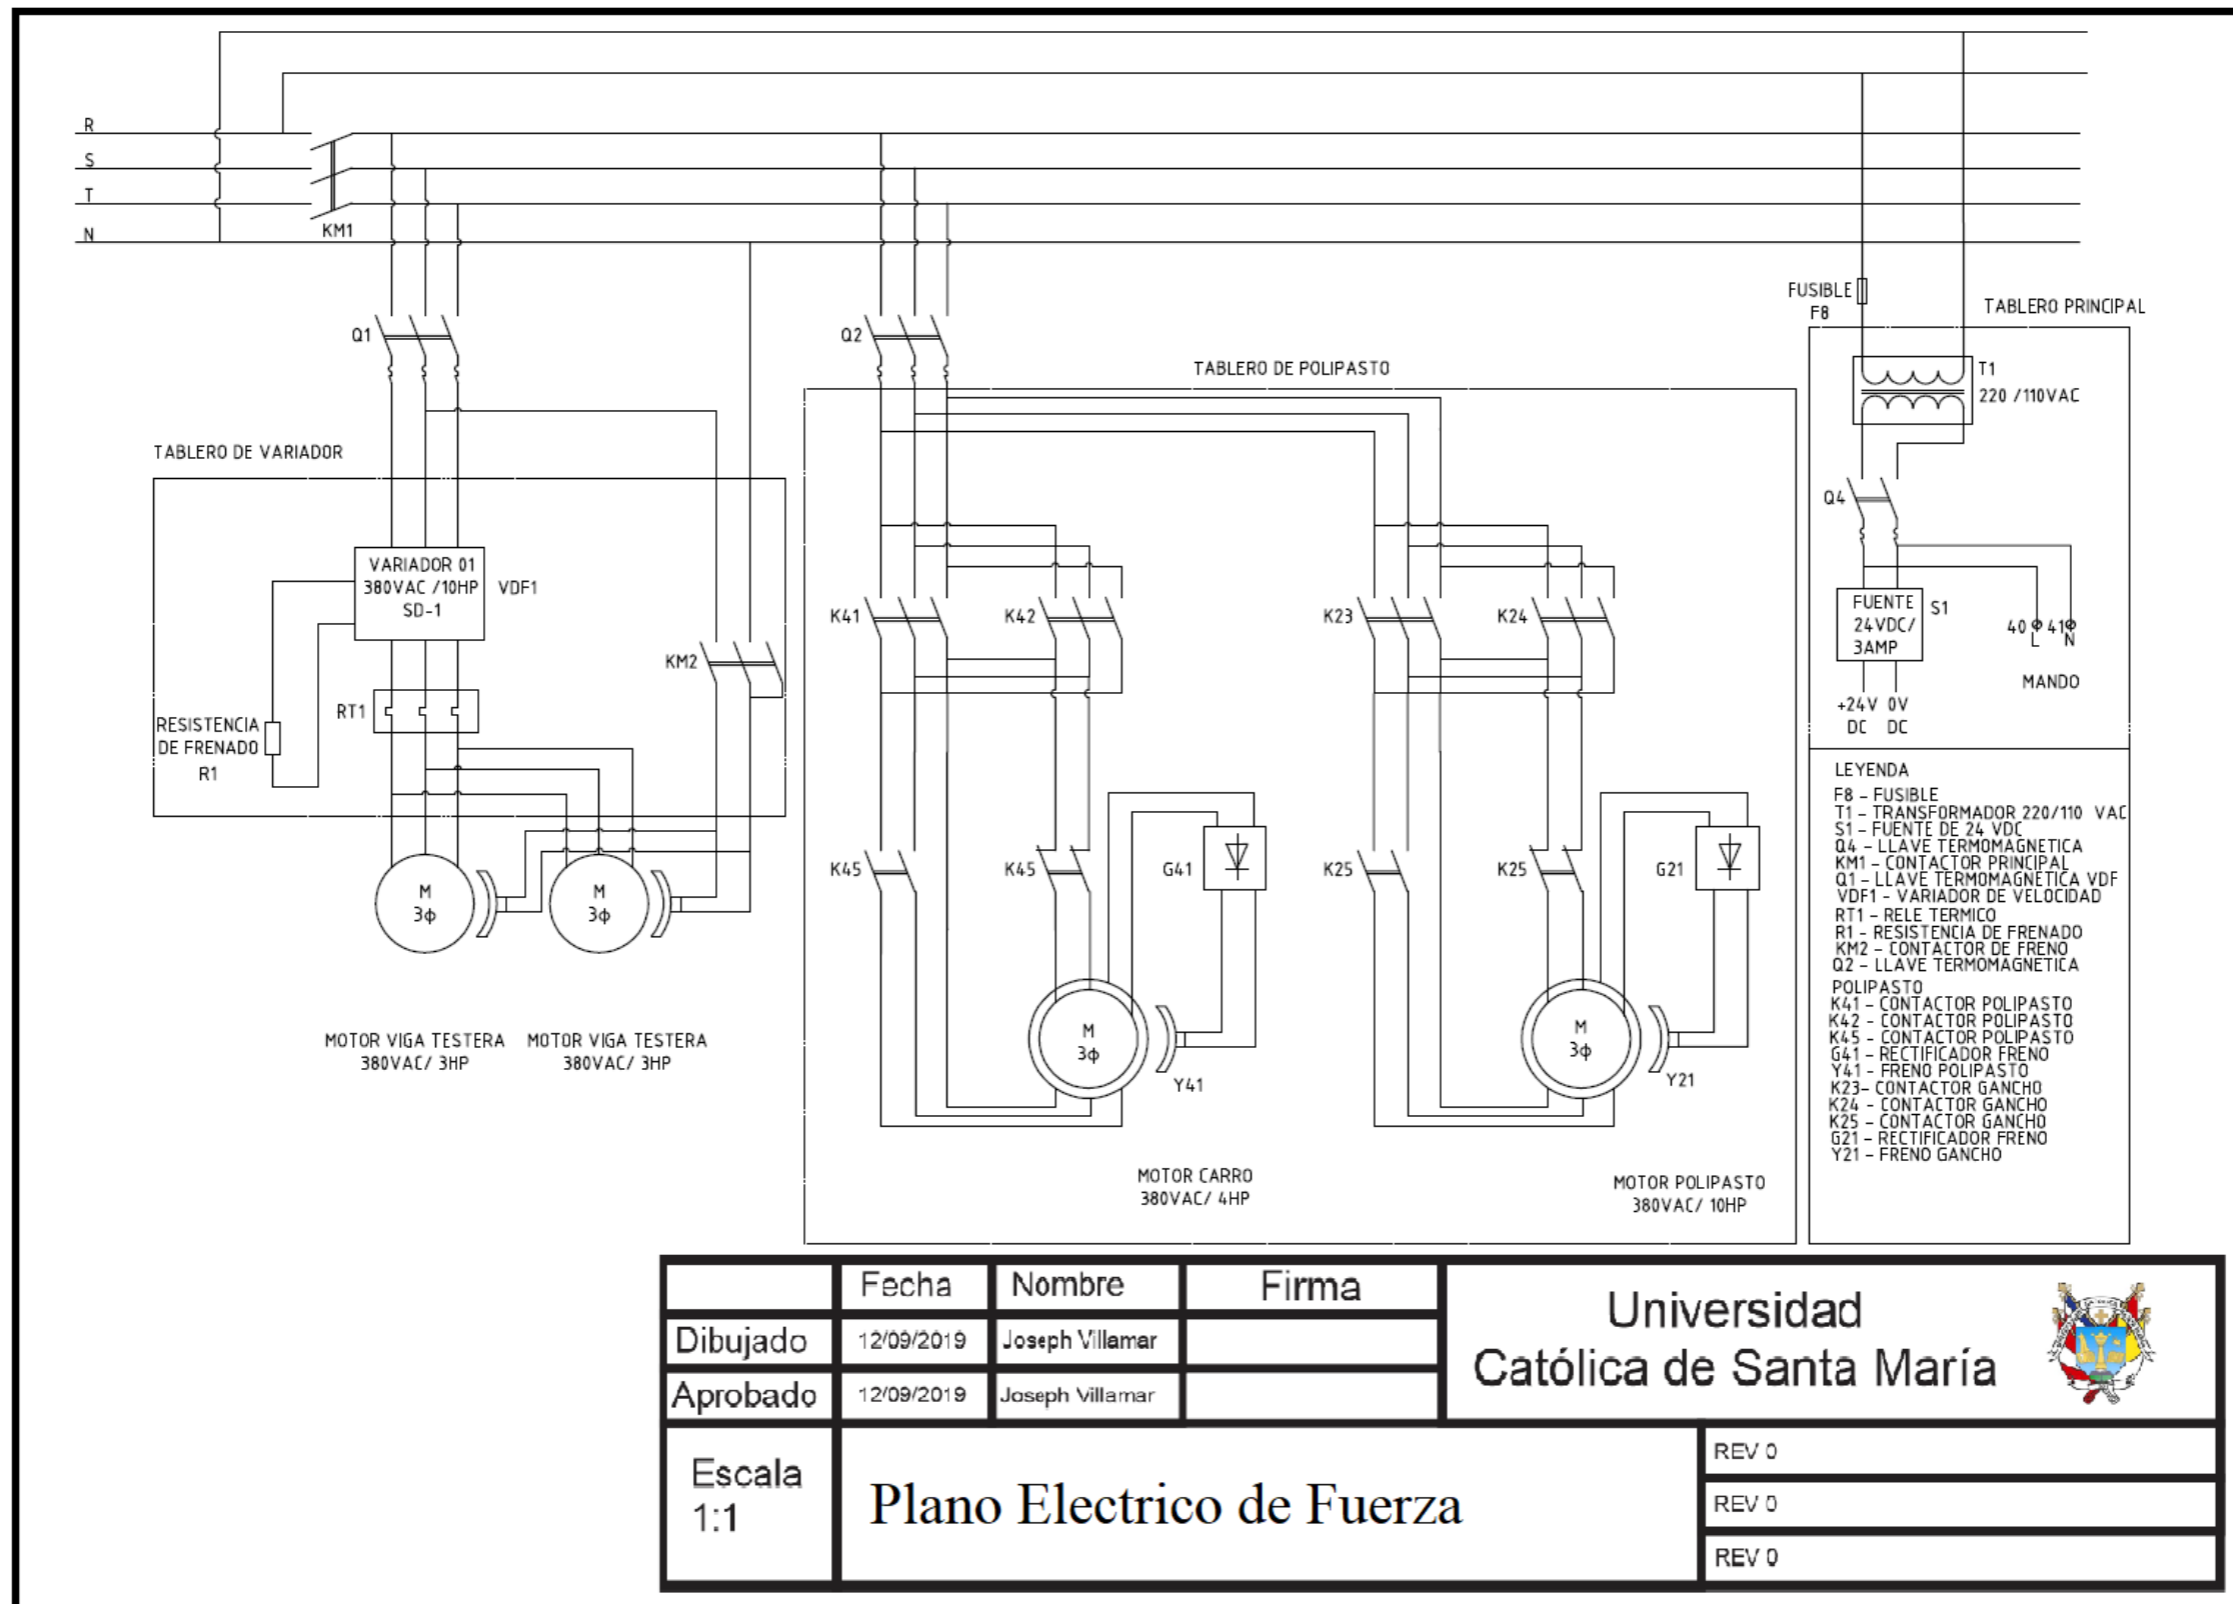 R
S
T
N
KM1
Q1
Q2
FUSIBLE
F8
TABLERO PRINCIPAL
TABLERO DE POLIPASTO
T1
220 /110VAC
TABLERO DE VARIADOR
Q4
VARIADOR 01
380VAC /10HP
SD-1
VDF1
K41
K42
K23
K24
FUENTE
24VDC/
3AMP
S1
40 41
L N
MANDO
KM2
RT1
RESISTENCIA
DE FRENADO
R1
+24V 0V
DC DC
K45
K45
G41
K25
K25
G21
M
3ϕ
M
3ϕ
M
3ϕ
M
3ϕ
Y41
Y21
MOTOR VIGA TESTERA
380VAC/ 3HP
MOTOR VIGA TESTERA
380VAC/ 3HP
MOTOR CARRO
380VAC/ 4HP
MOTOR POLIPASTO
380VAC/ 10HP
LEYENDA
F8 - FUSIBLE
T1 - TRANSFORMADOR 220/110 VAC
S1 - FUENTE DE 24 VDC
Q4 - LLAVE TERMOMAGNETICA
KM1 - CONTACTOR PRINCIPAL
Q1 - LLAVE TERMOMAGNETICA VDF
VDF1 - VARIADOR DE VELOCIDAD
RT1 - RELE TERMICO
R1 - RESISTENCIA DE FRENADO
KM2 - CONTACTOR DE FRENO
Q2 - LLAVE TERMOMAGNETICA
POLIPASTO
K41 - CONTACTOR POLIPASTO
K42 - CONTACTOR POLIPASTO
K45 - CONTACTOR POLIPASTO
G41 - RECTIFICADOR FRENO
Y41 - FRENO POLIPASTO
K23- CONTACTOR GANCHO
K24 - CONTACTOR GANCHO
K25 - CONTACTOR GANCHO
G21 - RECTIFICADOR FRENO
Y21 - FRENO GANCHO
Fecha Nombre Firma
Dibujado 12/09/2019 Joseph Villamar
Aprobado 12/09/2019 Joseph Villamar
Universidad
Católica de Santa María
Escala
1:1
Plano Electrico de Fuerza
REV 0
REV 0
REV 0